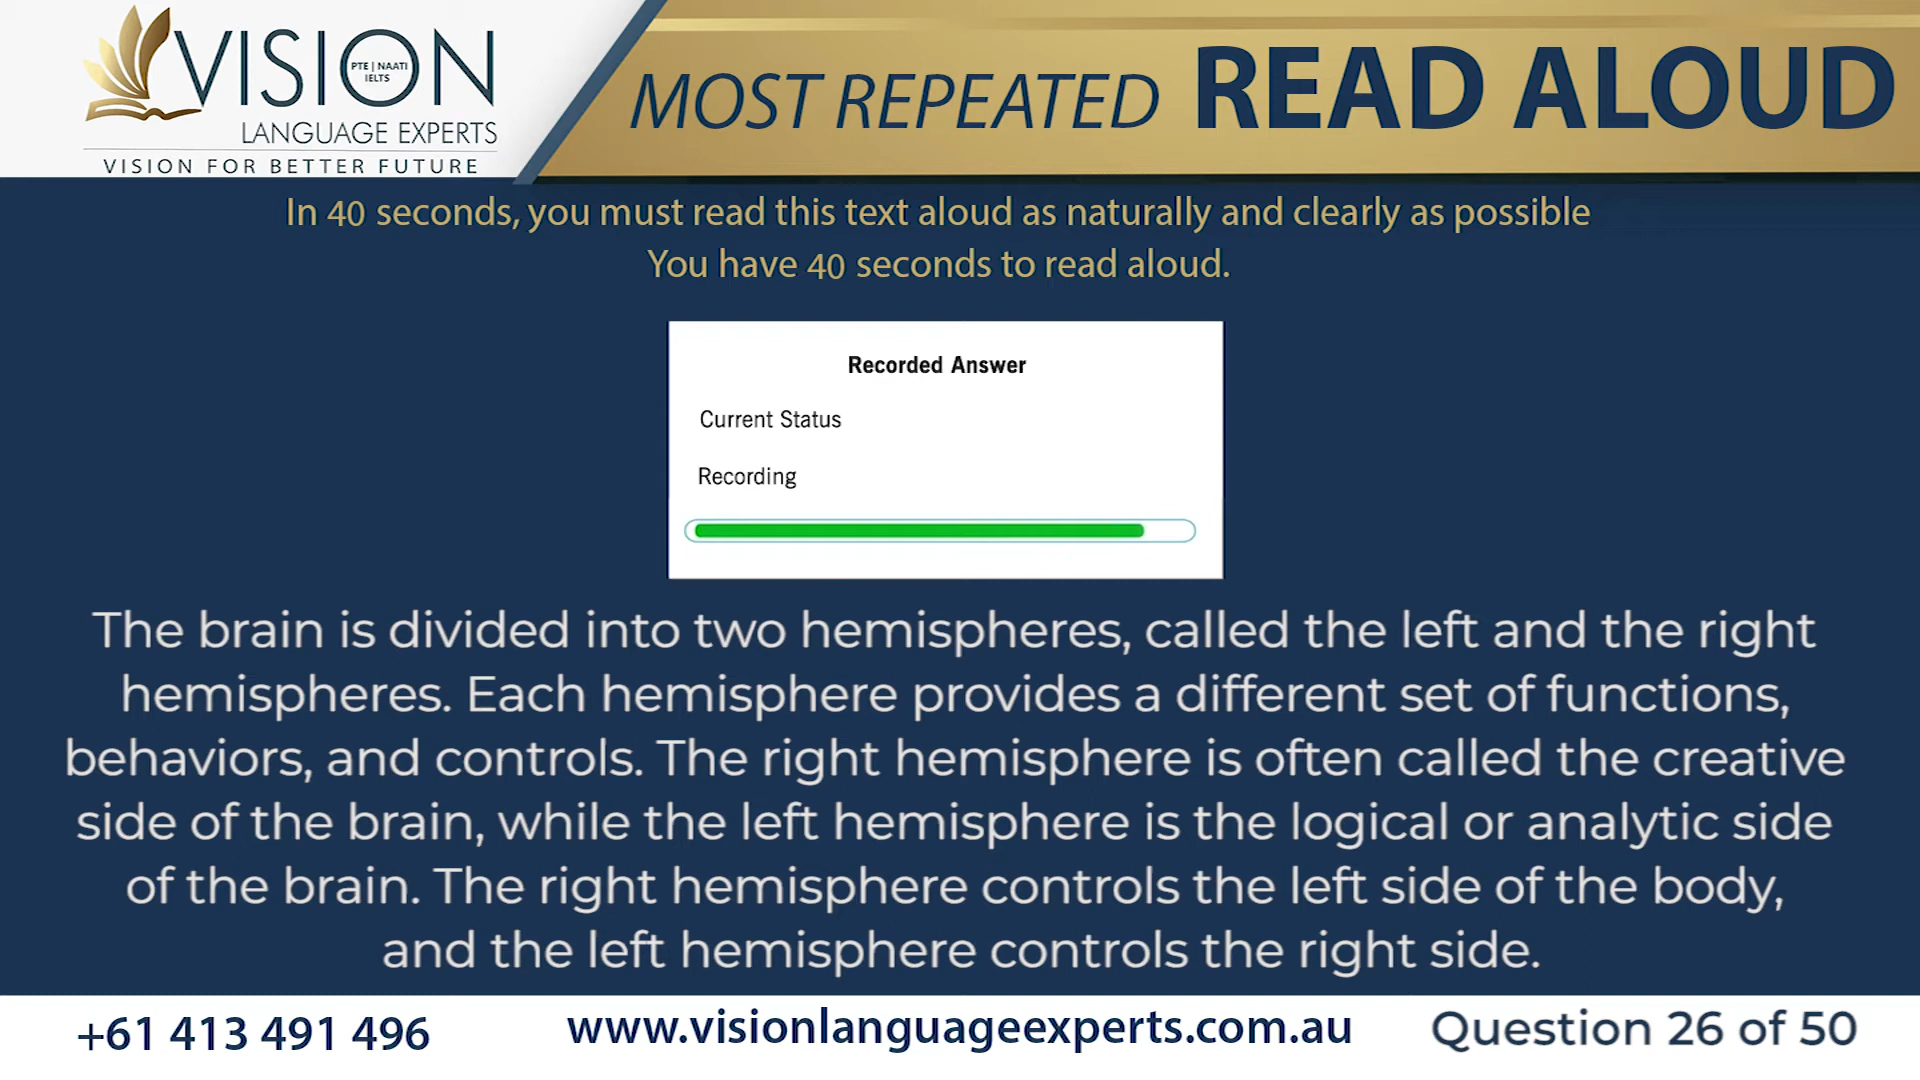 VISION
PTE | NAATI
IELTS
LANGUAGE EXPERTS
VISION FOR BETTER FUTURE
MOST REPEATED READ ALOUD
In 40 seconds, you must read this text aloud as naturally and clearly as possible
You have 40 seconds to read aloud.
Recorded Answer
Current Status
Recording
The brain is divided into two hemispheres, called the left and the right
hemispheres. Each hemisphere provides a different set of functions,
behaviors, and controls. The right hemisphere is often called the creative
side of the brain, while the left hemisphere is the logical or analytic side
of the brain. The right hemisphere controls the left side of the body,
and the left hemisphere controls the right side.
+61 413 491 496
www.visionlanguageexperts.com.au
Question 26 of 50